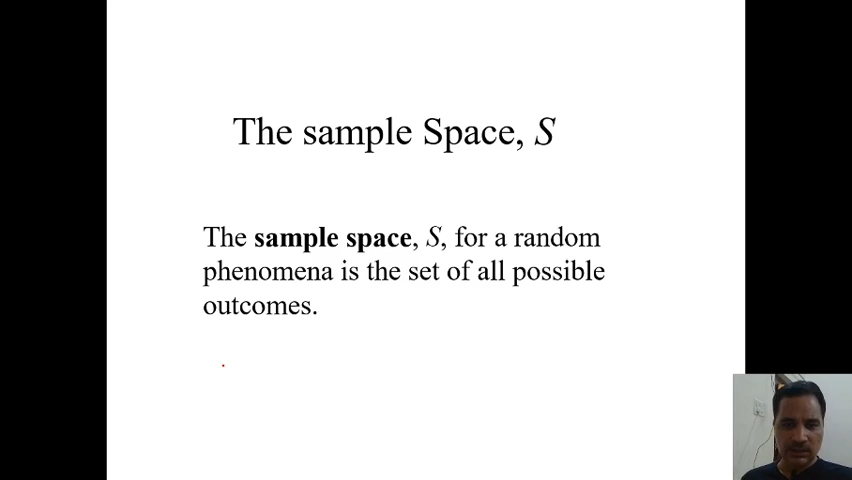 The sample Space, S
The sample space, S, for a random
phenomena is the set of all possible
outcomes.